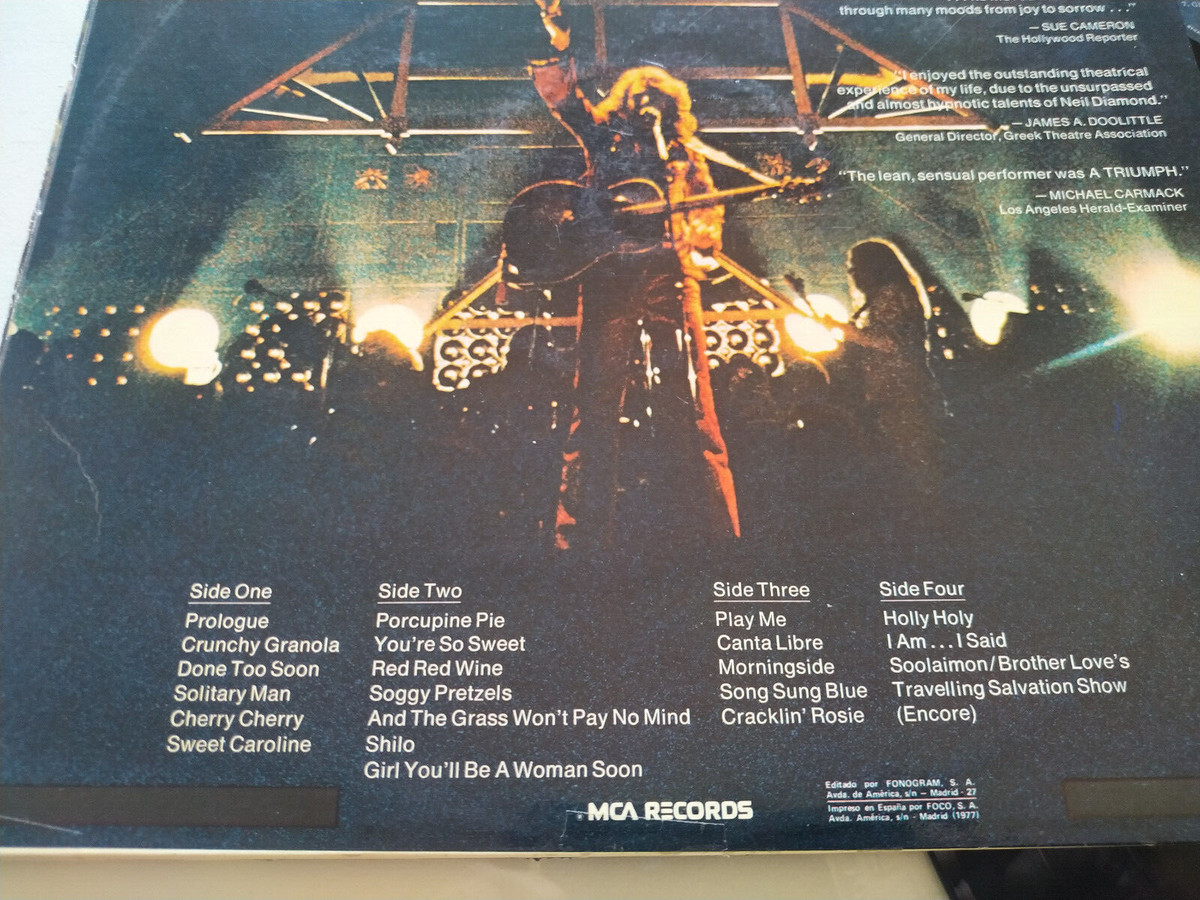 through many moods from joy to sorrow . . ."
— SUE CAMERON
The Hollywood Reporter
"I enjoyed the outstanding theatrical
experience of my life, due to the unsurpassed
and almost hypnotic talents of Neil Diamond."
— JAMES A. DOOLITTLE
General Director, Greek Theatre Association
"The lean, sensual performer was A TRIUMPH."
— MICHAEL CARMACK
Los Angeles Herald-Examiner
Side One
Prologue
Crunchy Granola
Done Too Soon
Solitary Man
Cherry Cherry
Sweet Caroline
Side Two
Porcupine Pie
You're So Sweet
Red Red Wine
Soggy Pretzels
And The Grass Won't Pay No Mind
Shilo
Girl You'll Be A Woman Soon
Side Three
Play Me
Canta Libre
Morningside
Song Sung Blue
Cracklin' Rosie
Side Four
Holly Holy
I Am . . . I Said
Soolaimon/Brother Love's
Travelling Salvation Show
(Encore)
MCA RECORDS
Editado por FONOGRAM, S. A.
Avda. de América, s/n – Madrid - 27
Impreso en España por FOCO, S. A.
Avda. América, s/n - Madrid (1977)